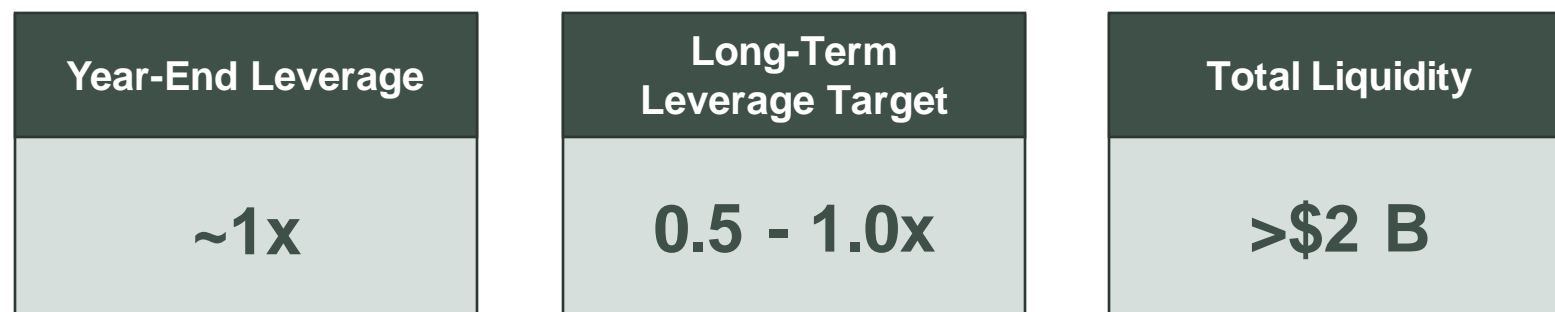 Year-End Leverage
~1x
Long-Term
Leverage Target
0.5 - 1.0x
Total Liquidity
>$2 B